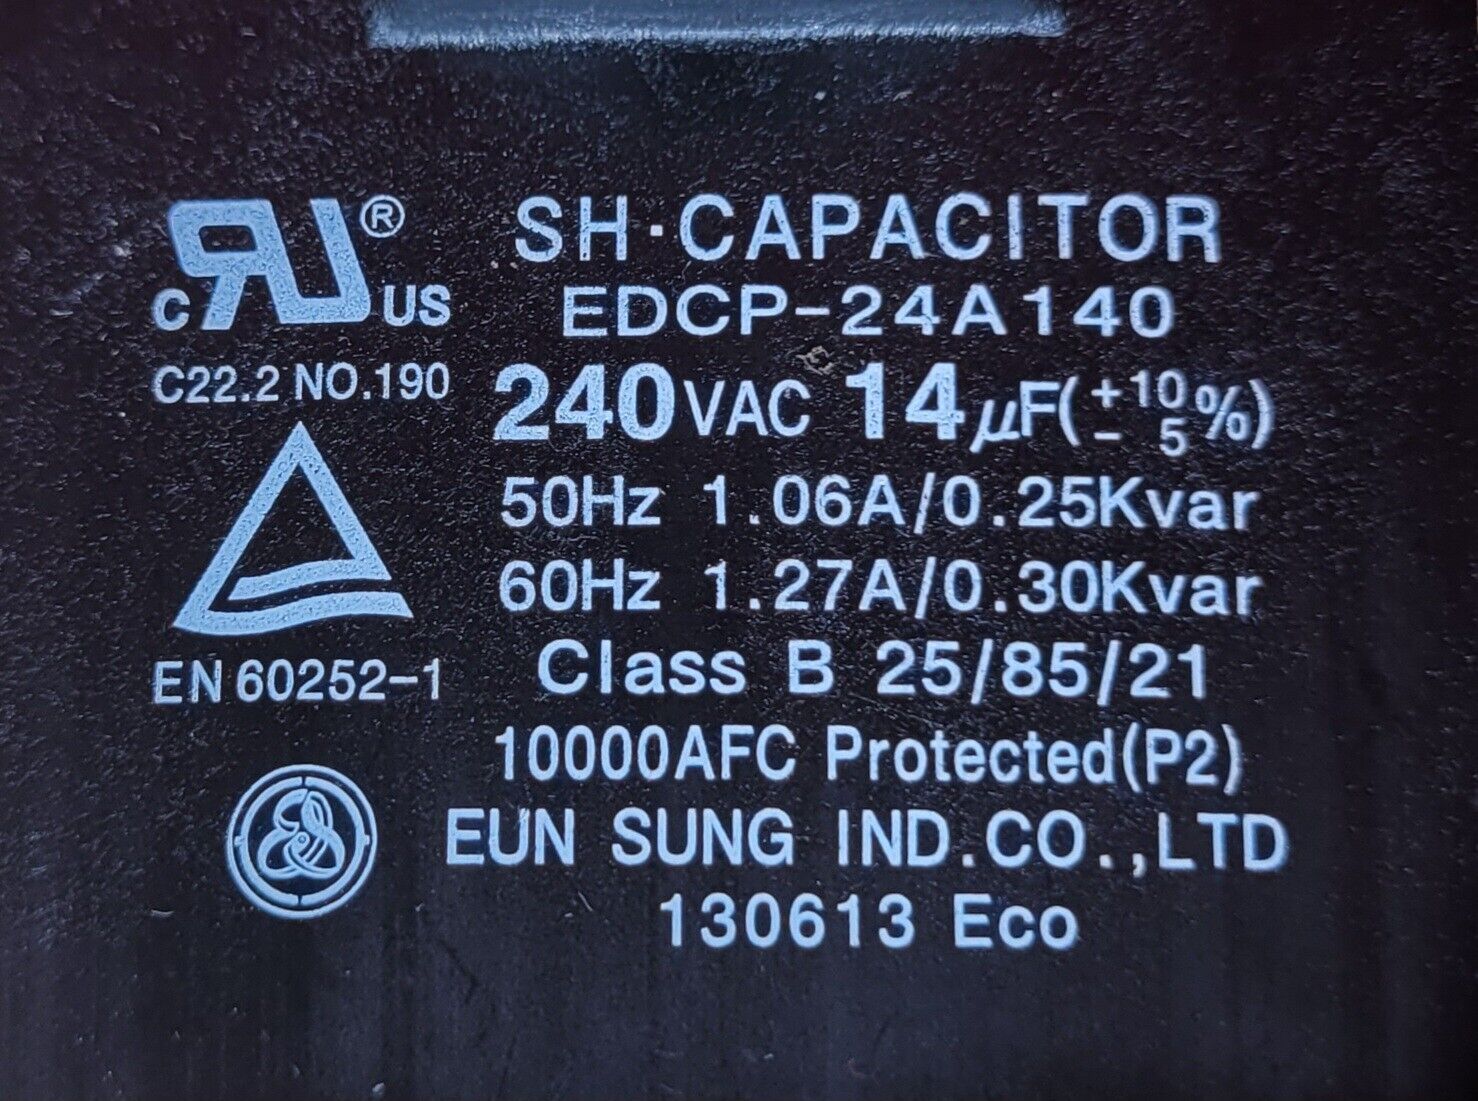 SH·CAPACITOR
EDCP-24A140
240VAC 14µF(+10 - 5%)
50Hz 1.06A/0.25Kvar
60Hz 1.27A/0.30Kvar
Class B 25/85/21
10000AFC Protected(P2)
EUN SUNG IND.CO.,LTD
130613 Eco
c RU® US
C22.2 NO.190
EN 60252-1